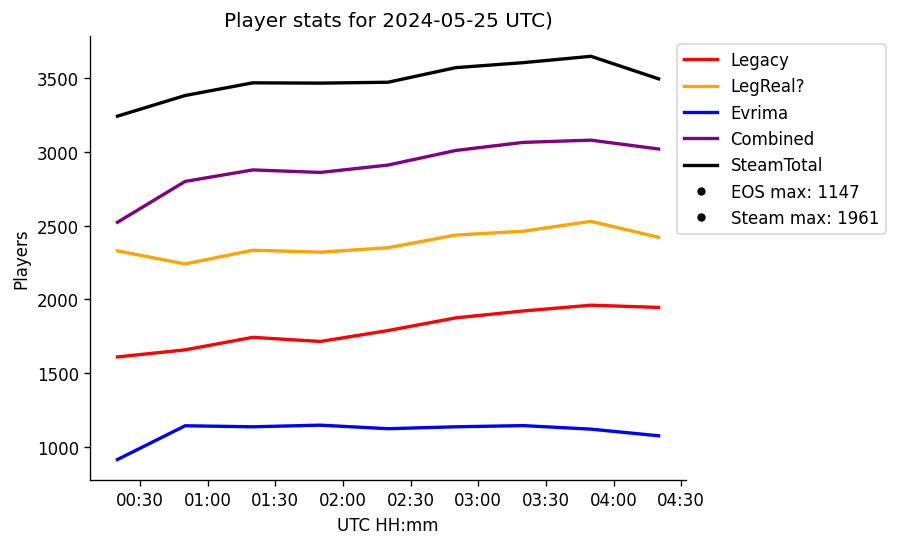 Player stats for 2024-05-25 UTC)
Legacy
LegReal?
Evrima
Combined
SteamTotal
EOS max: 1147
Steam max: 1961
Players
3500
3000
2500
2000
1500
1000
00:30 01:00 01:30 02:00 02:30 03:00 03:30 04:00 04:30
UTC HH:mm